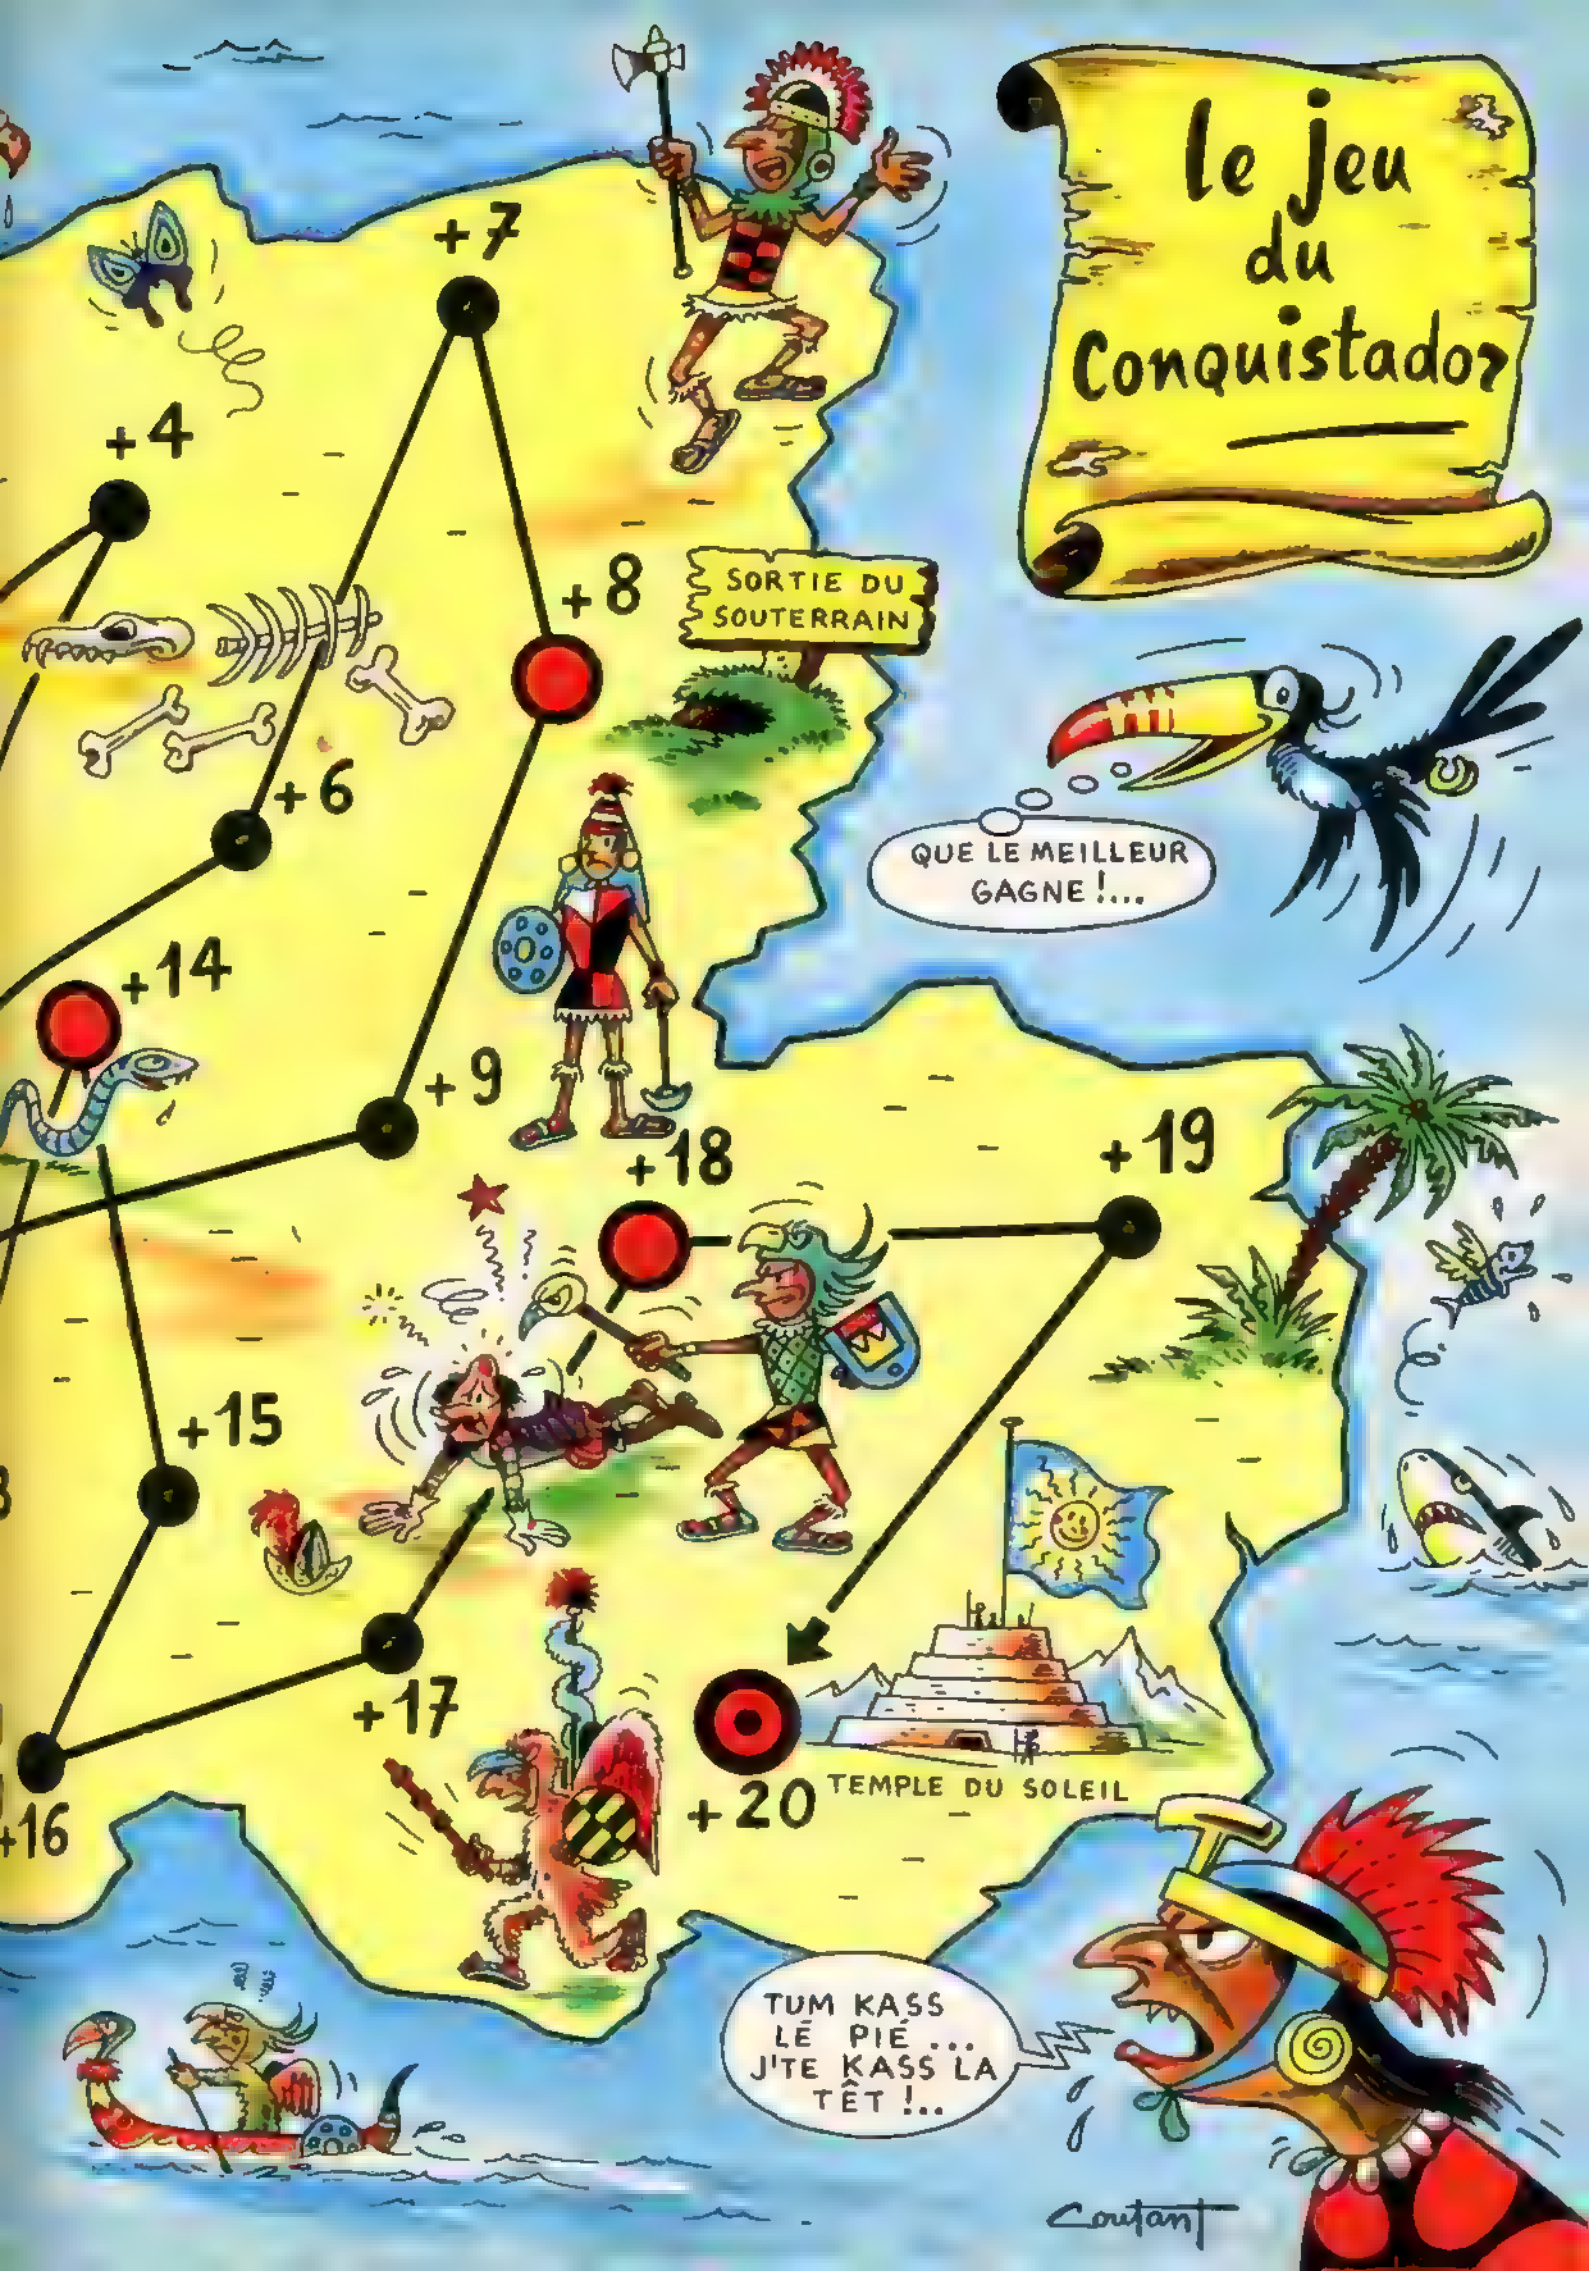 le jeu
du
Conquistador
+7
+4
+8
SORTIE DU
SOUTERRAIN
+6
QUE LE MEILLEUR
GAGNE !...
+14
+9
+18
+19
+15
+17
+16
+20
TEMPLE DU SOLEIL
TUM KASS
LÉ PIÉ ...
J'TE KASS LA
TÊT !..
Coutant